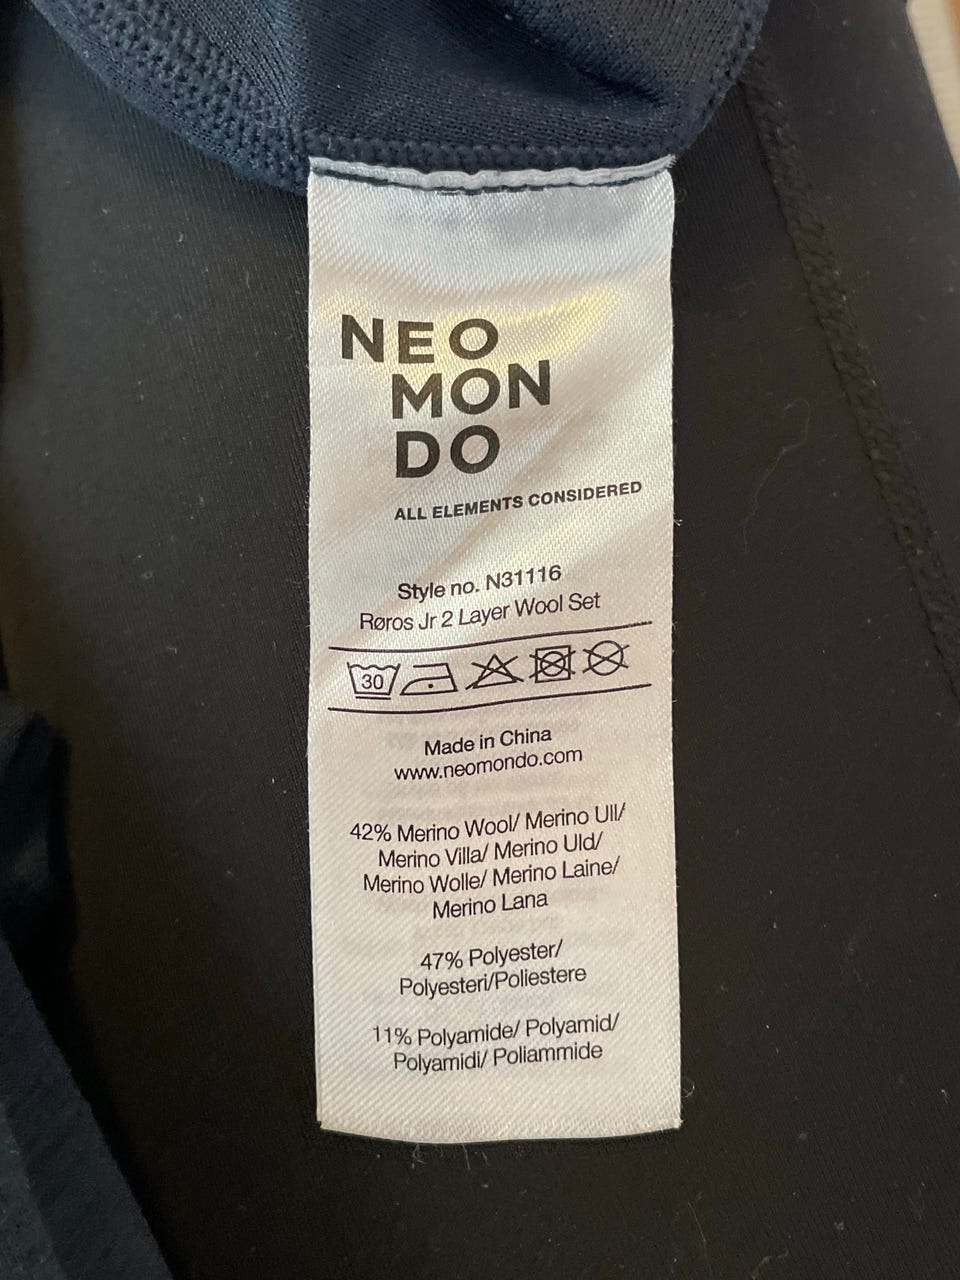 NEO
MON
DO
ALL ELEMENTS CONSIDERED
Style no. N31116
Røros Jr 2 Layer Wool Set
30
Made in China
www.neomondo.com
42% Merino Wool/ Merino Ull/
Merino Villa/ Merino Uld/
Merino Wolle/ Merino Laine/
Merino Lana
47% Polyester/
Polyesteri/Poliestere
11% Polyamide/ Polyamid/
Polyamidi/ Poliammide